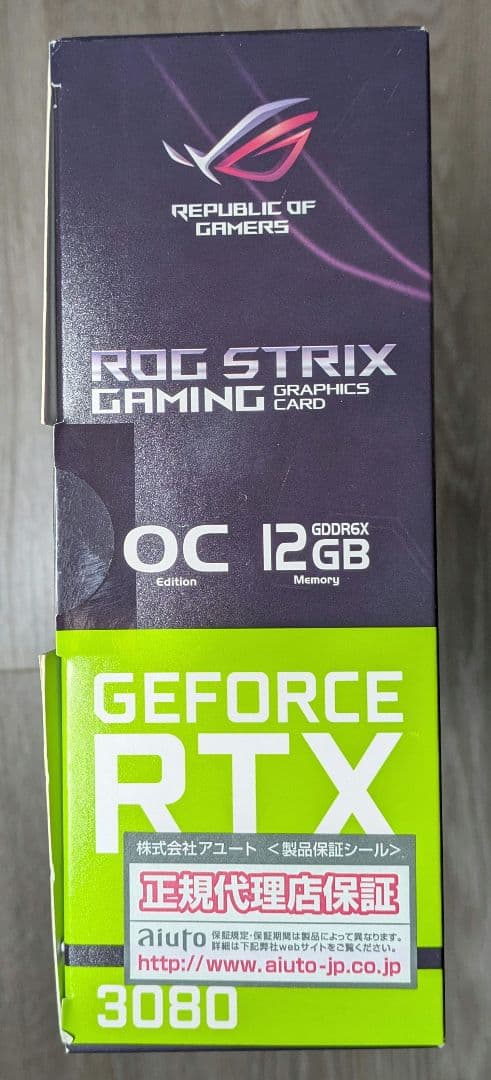 REPUBLIC OF
GAMERS
ROG STRIX
GAMING GRAPHICS CARD
OC
Edition
12GB
GDDR6X
Memory
GEFORCE
RTX
株式会社アユート <製品保証シール>
正規代理店保証
aiuto 保証規定・保証期間は製品によって異なります。
詳細は下記弊社webサイトをご覧ください。
http://www.aiuto-jp.co.jp
3080